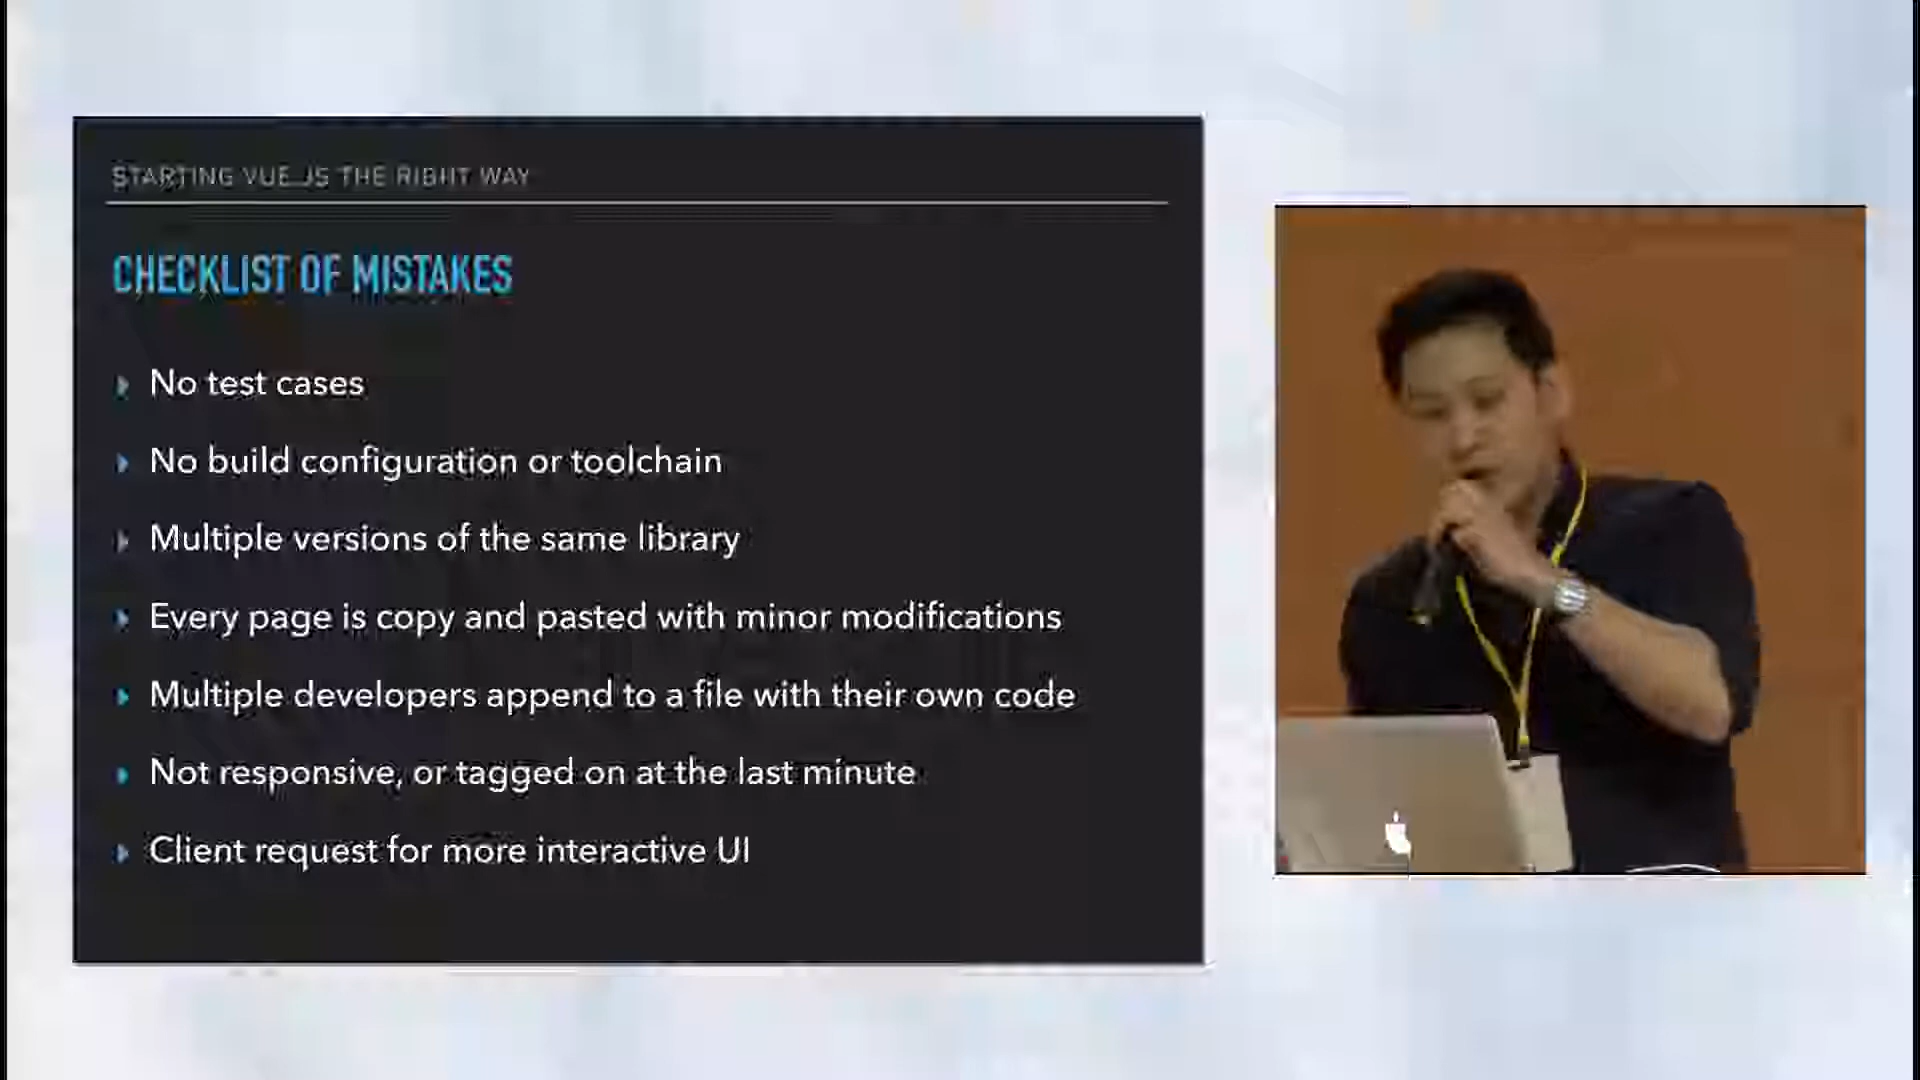 STARTING VUE.JS THE RIGHT WAY
CHECKLIST OF MISTAKES
No test cases
No build configuration or toolchain
Multiple versions of the same library
Every page is copy and pasted with minor modifications
Multiple developers append to a file with their own code
Not responsive, or tagged on at the last minute
Client request for more interactive UI